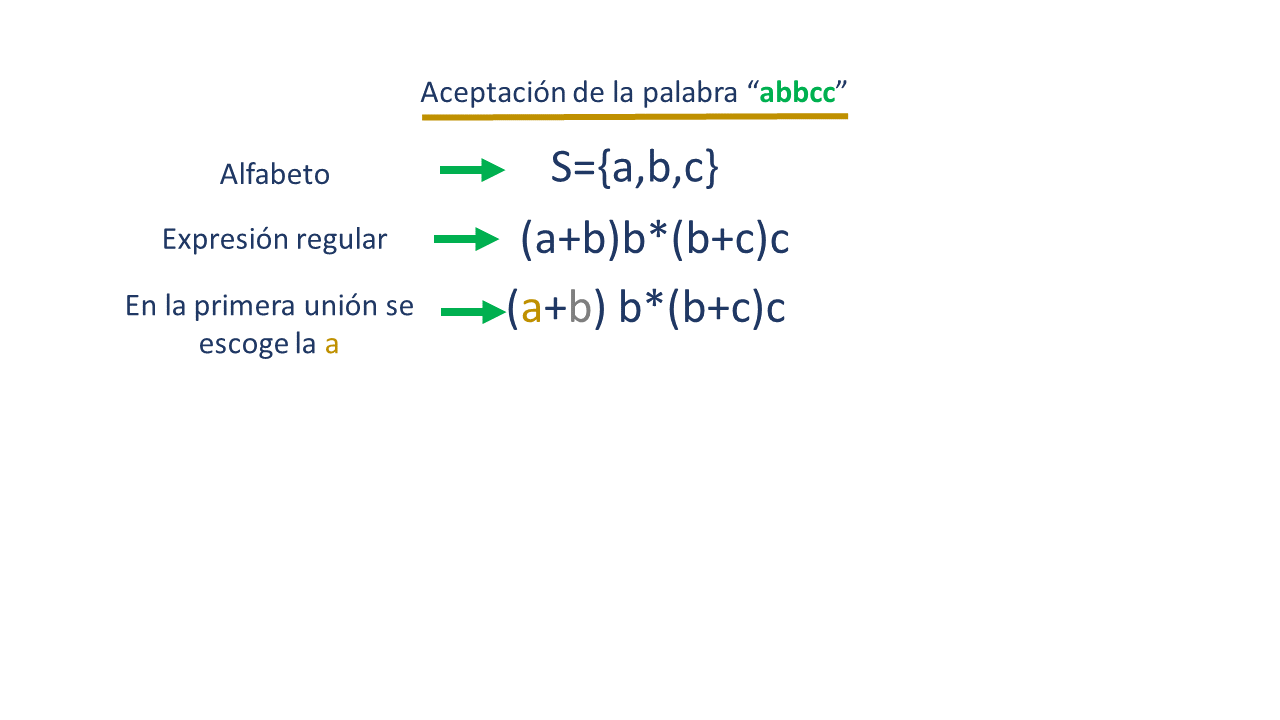 Aceptación de la palabra “abbcc”
Alfabeto
S={a,b,c}
Expresión regular
(a+b)b*(b+c)c
En la primera unión se
escoge la a
(a+b) b*(b+c)c